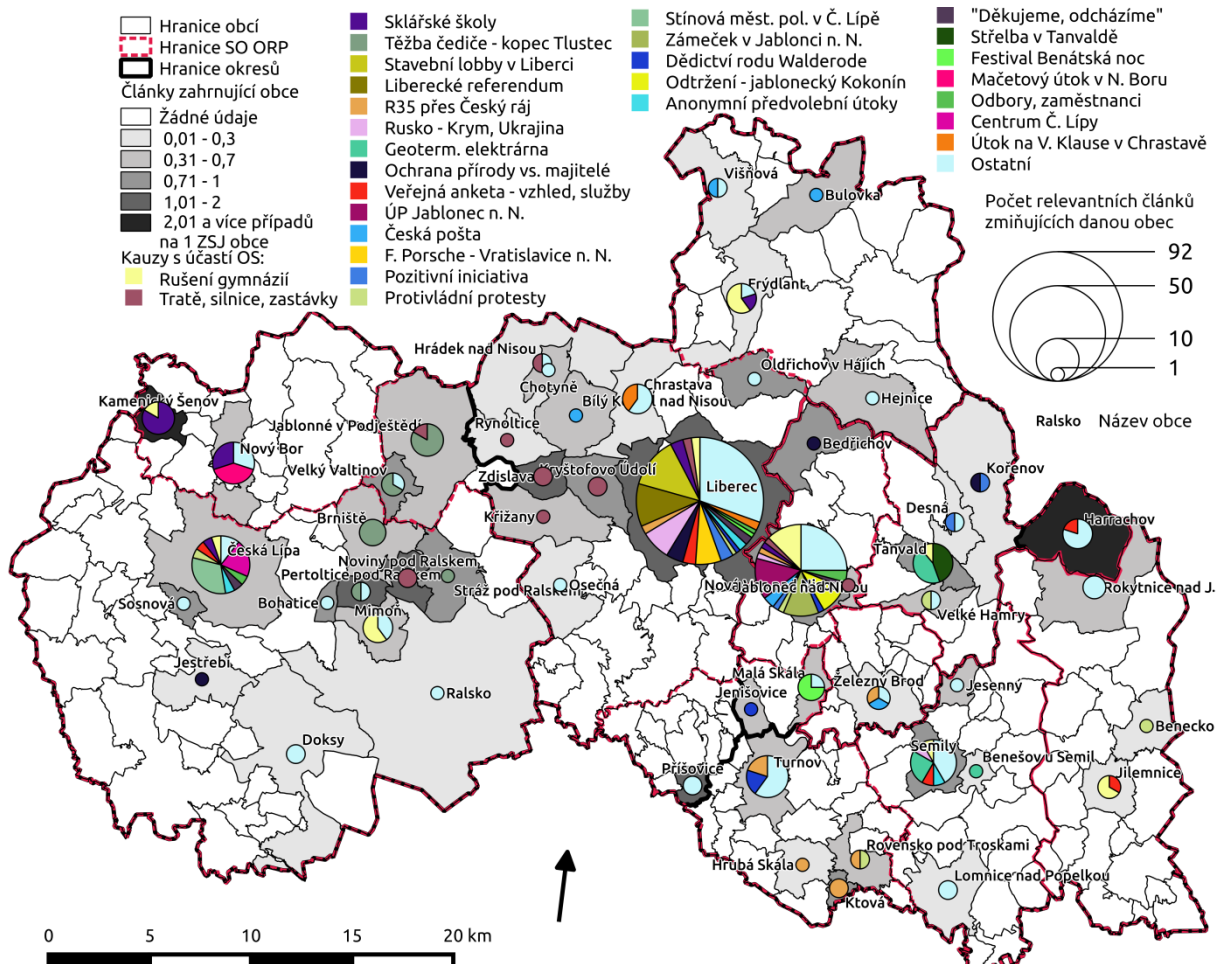 Hranice obcí
Hranice SO ORP
Hranice okresů
Články zahrnující obce
Žádné údaje
0,01 - 0,3
0,31 - 0,7
0,71 - 1
1,01 - 2
2,01 a více případů
na 1 ZSJ obce
Kauzy s účastí OS:
Rušení gymnázií
Tratě, silnice, zastávky
Sklářské školy
Těžba čediče - kopec Tlustec
Stavební lobby v Liberci
Liberecké referendum
R35 přes Český ráj
Rusko - Krym, Ukrajina
Geoterm. elektrárna
Ochrana přírody vs. majitelé
Veřejná anketa - vzhled, služby
ÚP Jablonec n. N.
Česká pošta
F. Porsche - Vratislavice n. N.
Pozitivní iniciativa
Protivládní protesty
Stínová měst. pol. v Č. Lípě
Zámeček v Jablonci n. N.
Dědictví rodu Walderode
Odtržení - jablonecký Kokonín
Anonymní předvolební útoky
"Děkujeme, odcházíme"
Střelba v Tanvaldě
Festival Benátská noc
Mačetový útok v N. Boru
Odbory, zaměstnanci
Centrum Č. Lípy
Útok na V. Klause v Chrastavě
Ostatní
Počet relevantních článků
zmiňujících danou obec
92
50
10
1
Ralsko Název obce
Višňová
Bulovka
Frýdlant
Hrádek nad Nisou
Chotyně
Oldřichov v Hájích
Chrastava
Bílý K nad Nisou
Hejnice
Kamenický Šenov
Jablonné v Podještědí
Rynoltice
Nový Bor
Bedřichov
Velký Valtinov
Zdislava
Kryštofovo Údolí
Liberec
Kořenov
Křižany
Desná
Harrachov
Brniště
Česká Lípa
Noviny pod Ralskem
Tanvald
Pertoltice pod Ralskem
Stráž pod Ralskem
Osečná
Nová
Jablonec nad Nisou
Rokytnice nad J.
Sosnová
Bohatice
Mimoň
Velké Hamry
Jestřebí
Ralsko
Malá Skála
Železný Brod
Jesenný
Jenišovice
Benecko
Doksy
Semily
Benešov u Semil
Turnov
Příšovice
Jilemnice
Rovensko pod Troskami
Hrubá Skála
Lomnice nad Popelkou
Ktová
0 5 10 15 20 km